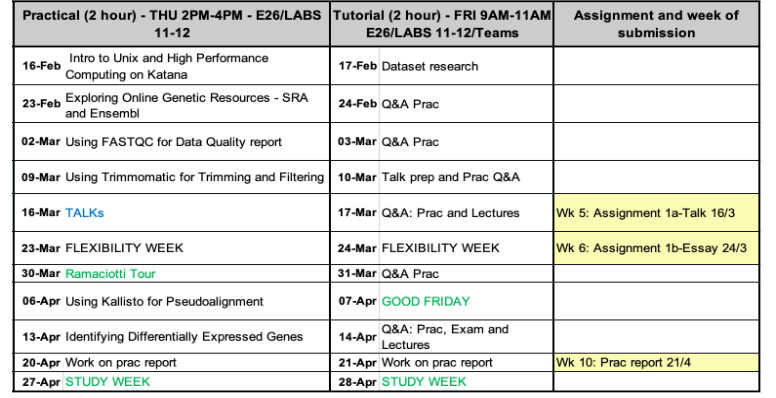 Practical (2 hour) - THU 2PM-4PM - E26/LABS
11-12
Tutorial (2 hour) - FRI 9AM-11AM
E26/LABS 11-12/Teams
Assignment and week of
submission
16-Feb Intro to Unix and High Performance
Computing on Katana
17-Feb Dataset research
23-Feb Exploring Online Genetic Resources - SRA
and Ensembl
24-Feb Q&A Prac
02-Mar Using FASTQC for Data Quality report
03-Mar Q&A Prac
09-Mar Using Trimmomatic for Trimming and Filtering
10-Mar Talk prep and Prac Q&A
16-Mar TALKs
17-Mar Q&A: Prac and Lectures
Wk 5: Assignment 1a-Talk 16/3
23-Mar FLEXIBILITY WEEK
24-Mar FLEXIBILITY WEEK
Wk 6: Assignment 1b-Essay 24/3
30-Mar Ramaciotti Tour
31-Mar Q&A Prac
06-Apr Using Kallisto for Pseudoalignment
07-Apr GOOD FRIDAY
13-Apr Identifying Differentially Expressed Genes
14-Apr Q&A: Prac, Exam and
Lectures
20-Apr Work on prac report
21-Apr Work on prac report
Wk 10: Prac report 21/4
27-Apr STUDY WEEK
28-Apr STUDY WEEK